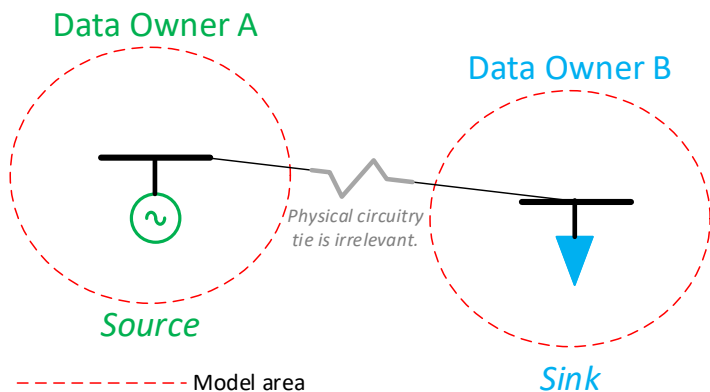 Data Owner A
Data Owner B
Physical circuitry
tie is irrelevant.
Source
Sink
Model area